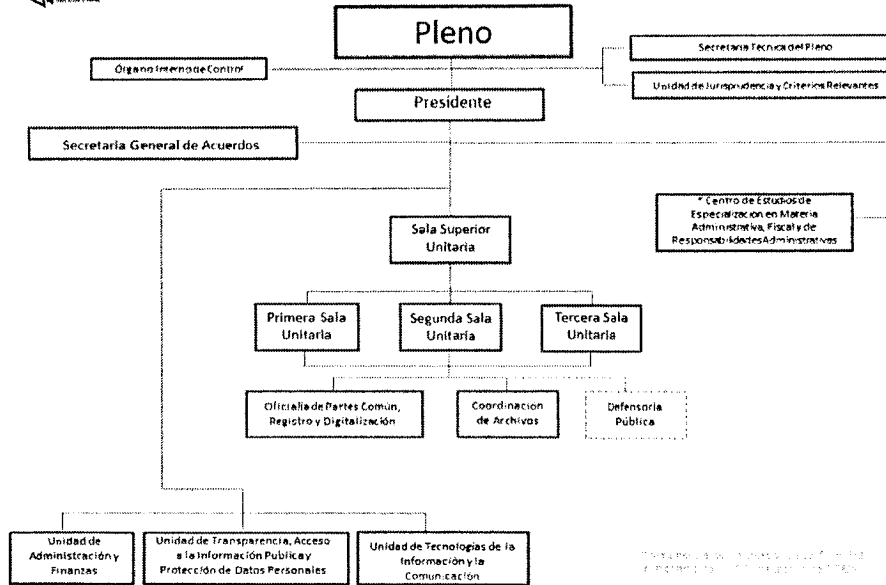 Pleno
Secretaria Técnica del Pleno
Órgano Interno de Control
Unidad de Jurisprudencia y Criterios Relevantes
Presidente
Secretaría General de Acuerdos
* Centro de Estudios de
Especialización en Materia
Administrativa, Fiscal y de
Responsabilidades Administrativas
Sala Superior
Unitaria
Primera Sala
Unitaria
Segunda Sala
Unitaria
Tercera Sala
Unitaria
Oficialía de Partes Común,
Registro y Digitalización
Coordinación
de Archivos
Defensoría
Pública
Unidad de
Administración y
Finanzas
Unidad de Transparencia, Acceso
a la Información Publica y
Protección de Datos Personales
Unidad de Tecnologías de la
Información y la
Comunicación